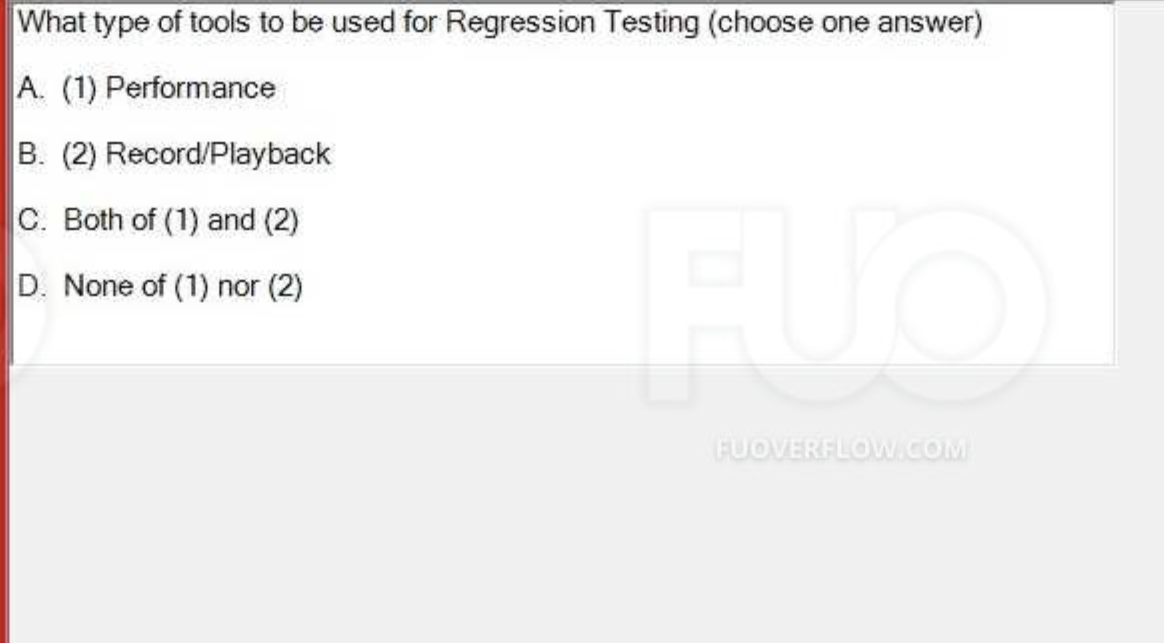 What type of tools to be used for Regression Testing (choose one answer)
A. (1) Performance
B. (2) Record/Playback
C. Both of (1) and (2)
D. None of (1) nor (2)
FUO
FUOVERFLOW.COM